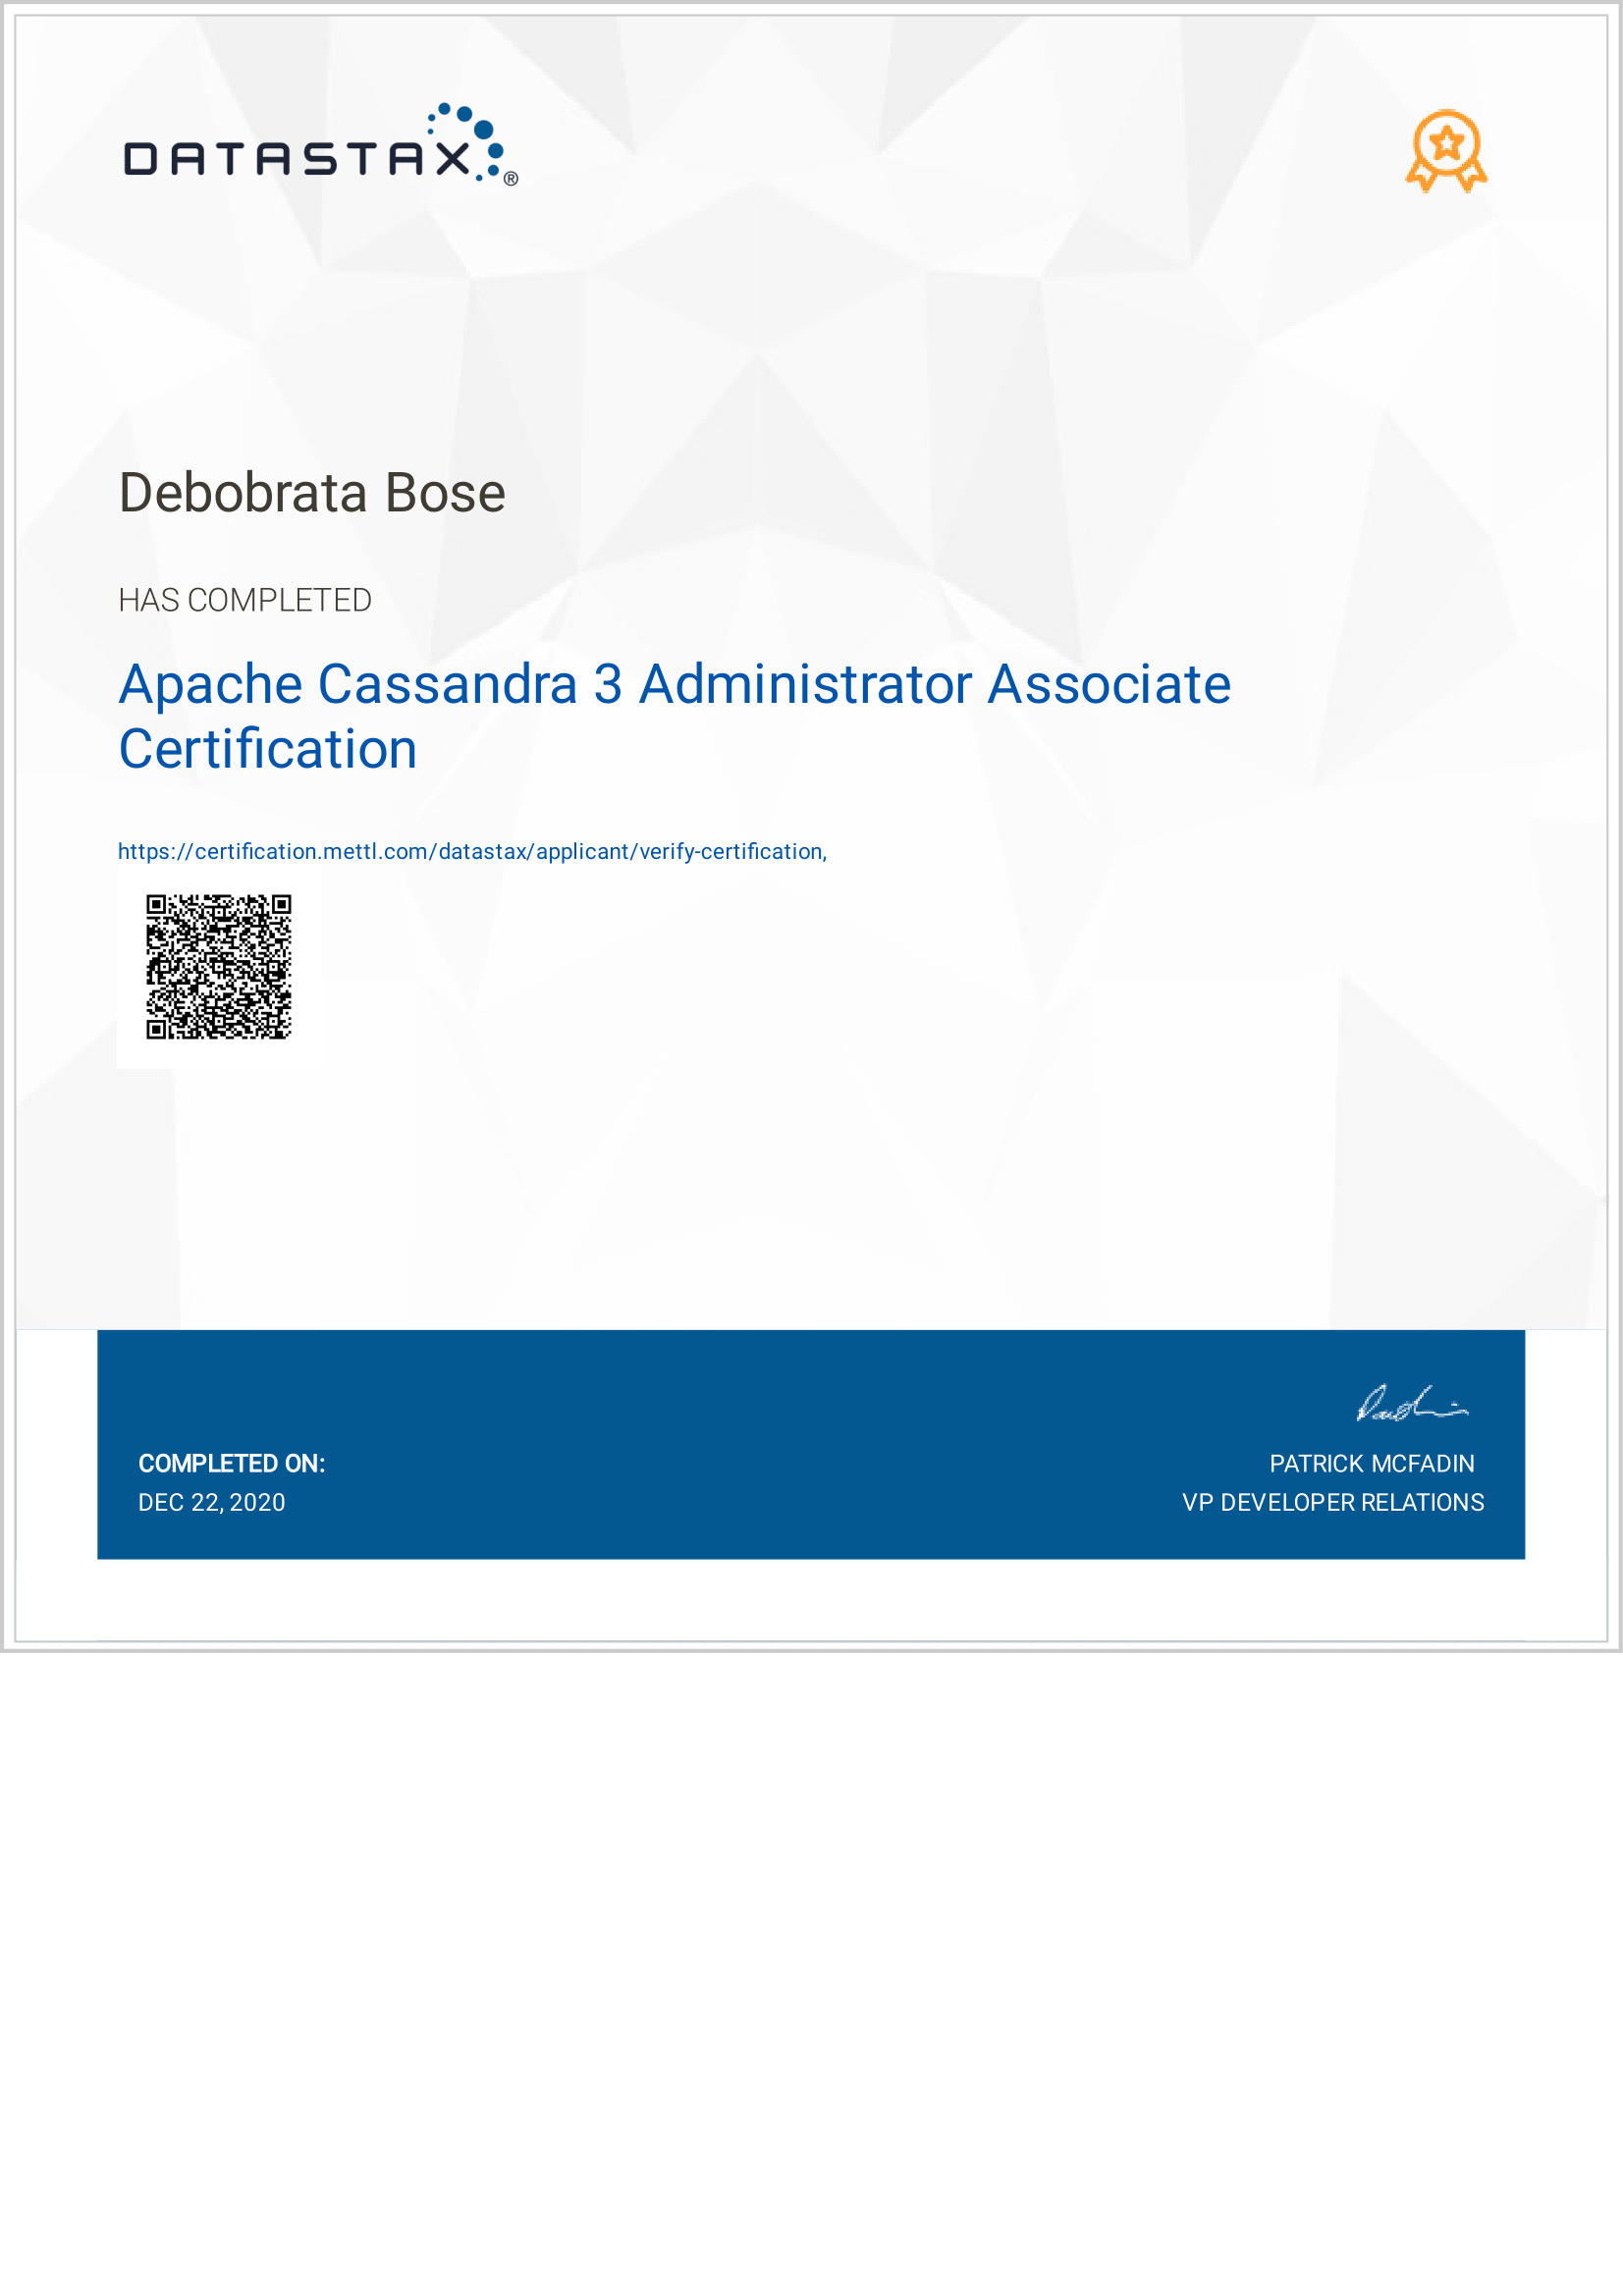 DATASTAX®
Debobrata Bose
HAS COMPLETED
Apache Cassandra 3 Administrator Associate
Certification
https://certification.mettl.com/datastax/applicant/verify-certification,
COMPLETED ON:
DEC 22, 2020
PATRICK MCFADIN
VP DEVELOPER RELATIONS